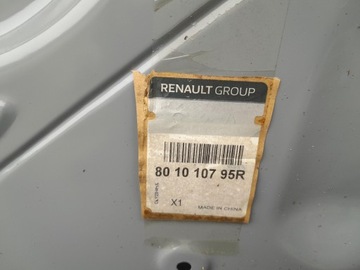 RENAULT GROUP
80 10 107 95R
X1
MADE IN CHINA